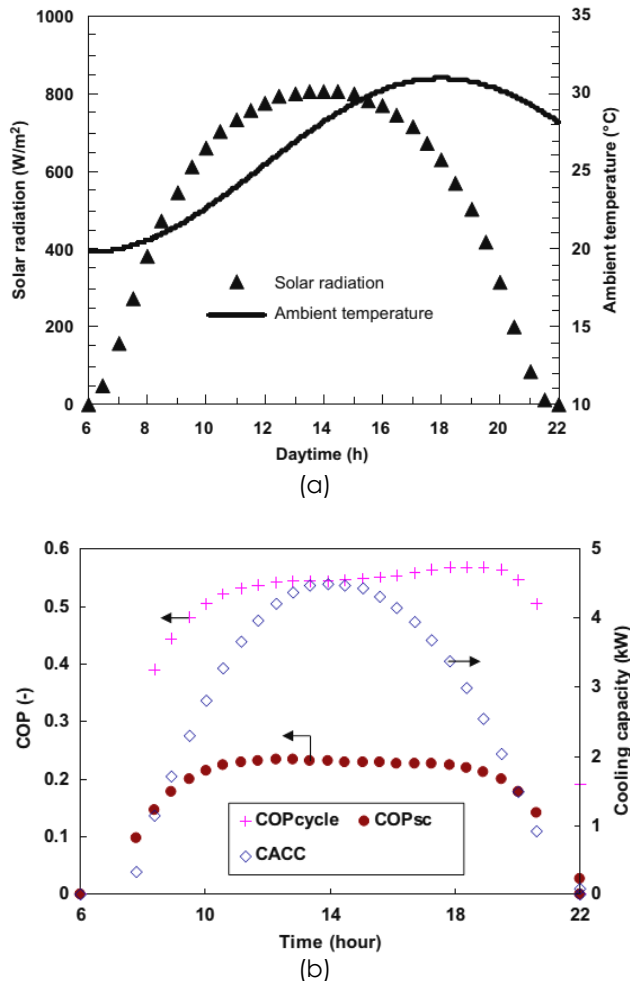 1000
800
600
400
200
0
Solar radiation (W/m²)
35
30
25
20
15
10
Ambient temperature (°C)
Solar radiation
Ambient temperature
6 8 10 12 14 16 18 20 22
Daytime (h)
(a)
0.6
0.5
0.4
0.3
0.2
0.1
0
COP (-)
5
4
3
2
1
0
Cooling capacity (kW)
COPcycle COPsc
CACC
6 10 14 18 22
Time (hour)
(b)